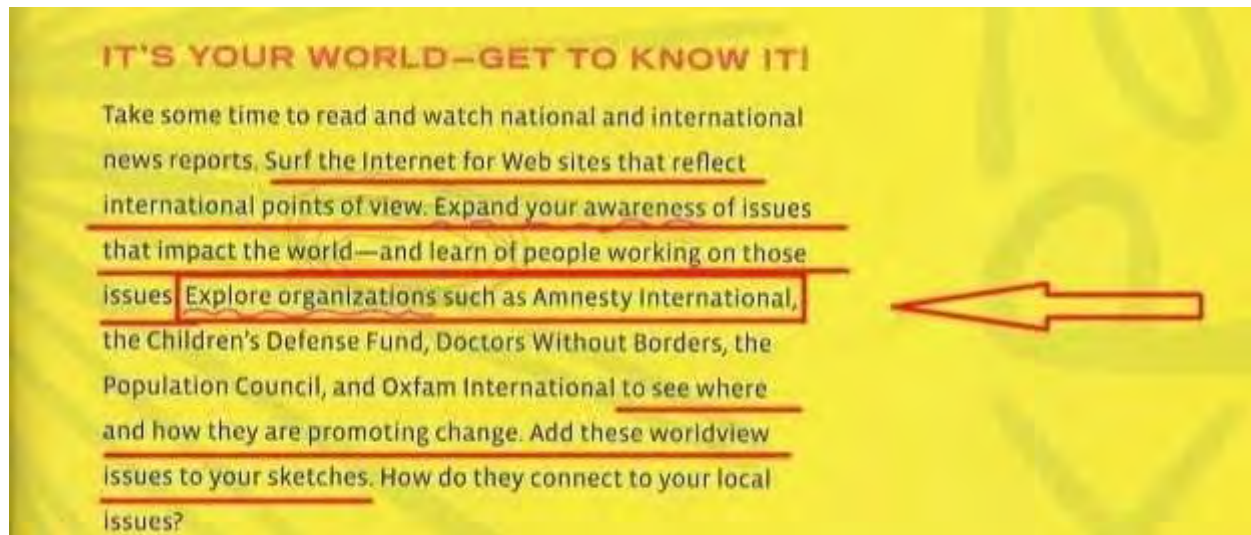 IT'S YOUR WORLD—GET TO KNOW IT!
Take some time to read and watch national and international
news reports. Surf the Internet for Web sites that reflect
international points of view. Expand your awareness of issues
that impact the world—and learn of people working on those
issues. Explore organizations such as Amnesty International,
the Children's Defense Fund, Doctors Without Borders, the
Population Council, and Oxfam International to see where
and how they are promoting change. Add these worldview
issues to your sketches. How do they connect to your local
issues?